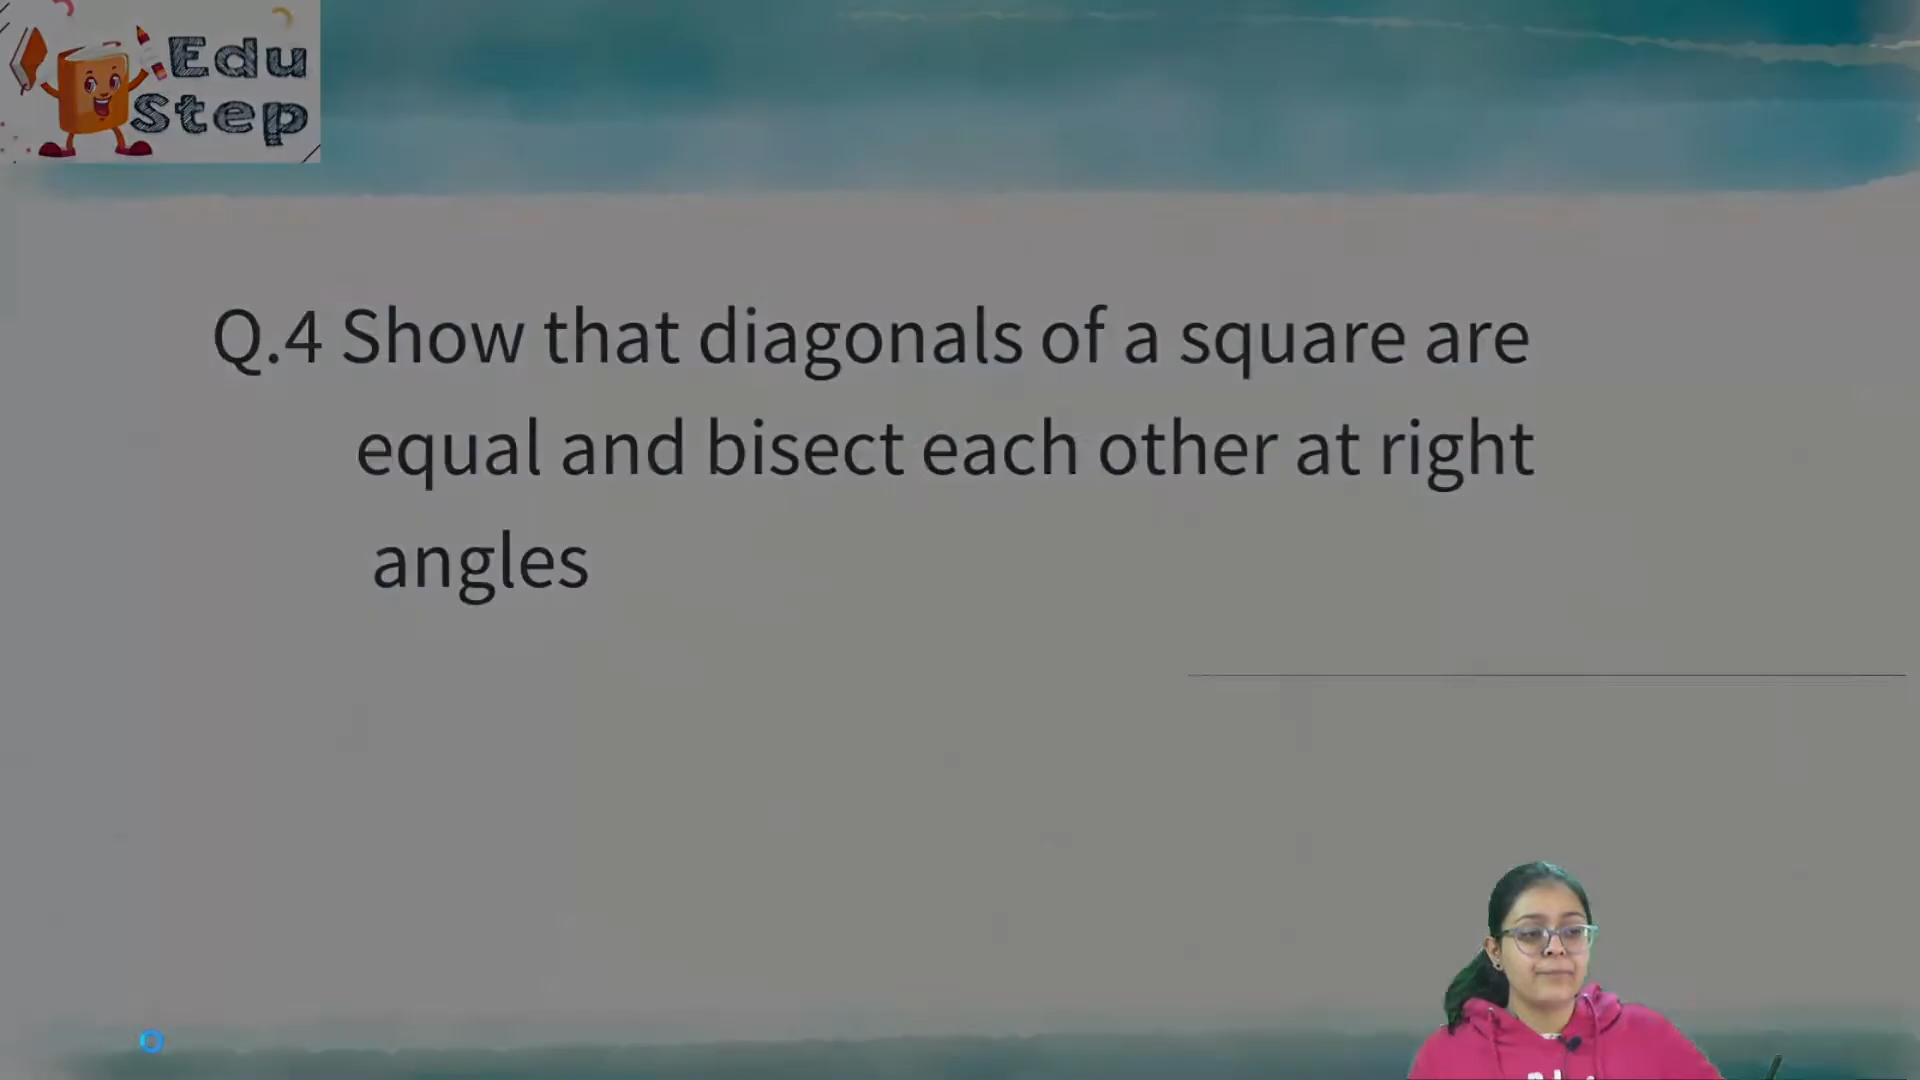 Edu
Step
Q.4 Show that diagonals of a square are
equal and bisect each other at right
angles